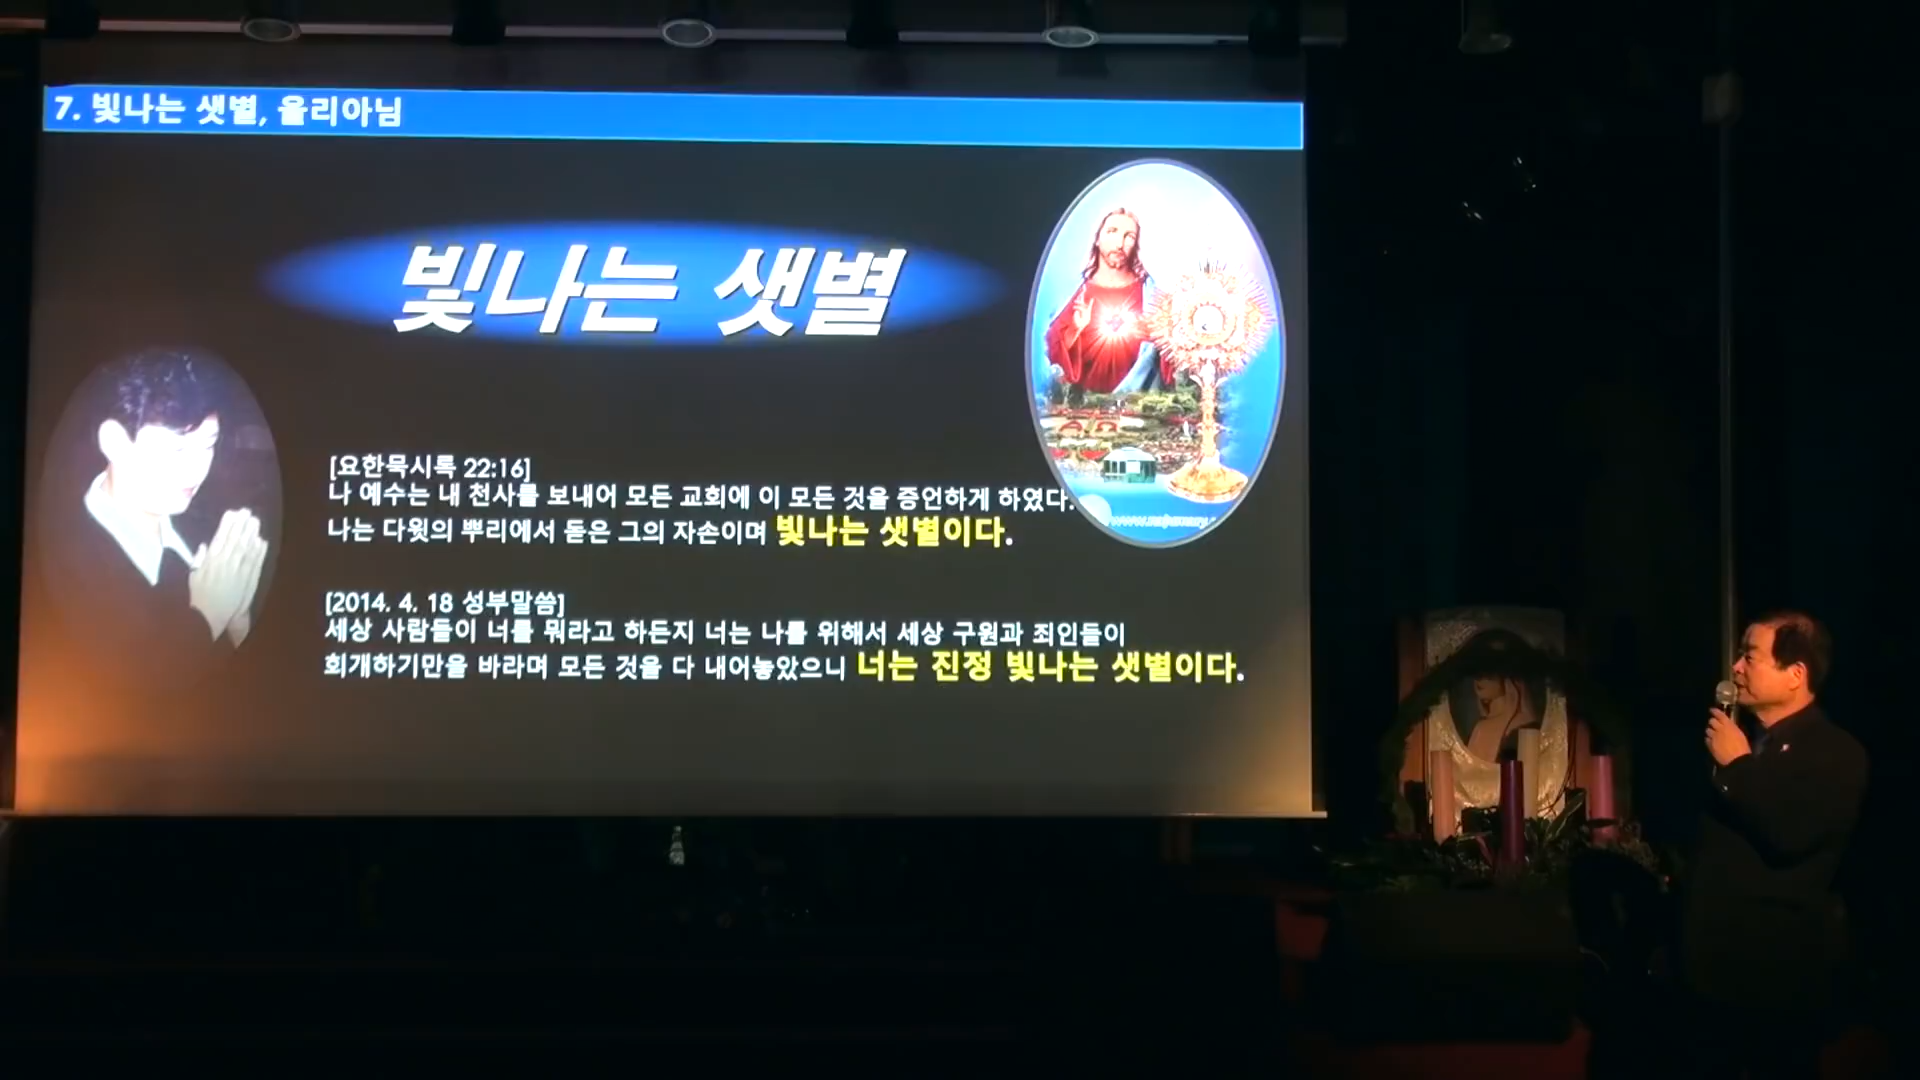 7. 빛나는 샛별, 율리아님
빛나는 샛별
[요한묵시록 22:16]
나 예수는 내 천사를 보내어 모든 교회에 이 모든 것을 증언하게 하였다.
나는 다윗의 뿌리에서 돋은 그의 자손이며 빛나는 샛별이다.
[2014. 4. 18 성부말씀]
세상 사람들이 너를 뭐라고 하든지 너는 나를 위해서 세상 구원과 죄인들이
회개하기만을 바라며 모든 것을 다 내어놓았으니 너는 진정 빛나는 샛별이다.
A Ω